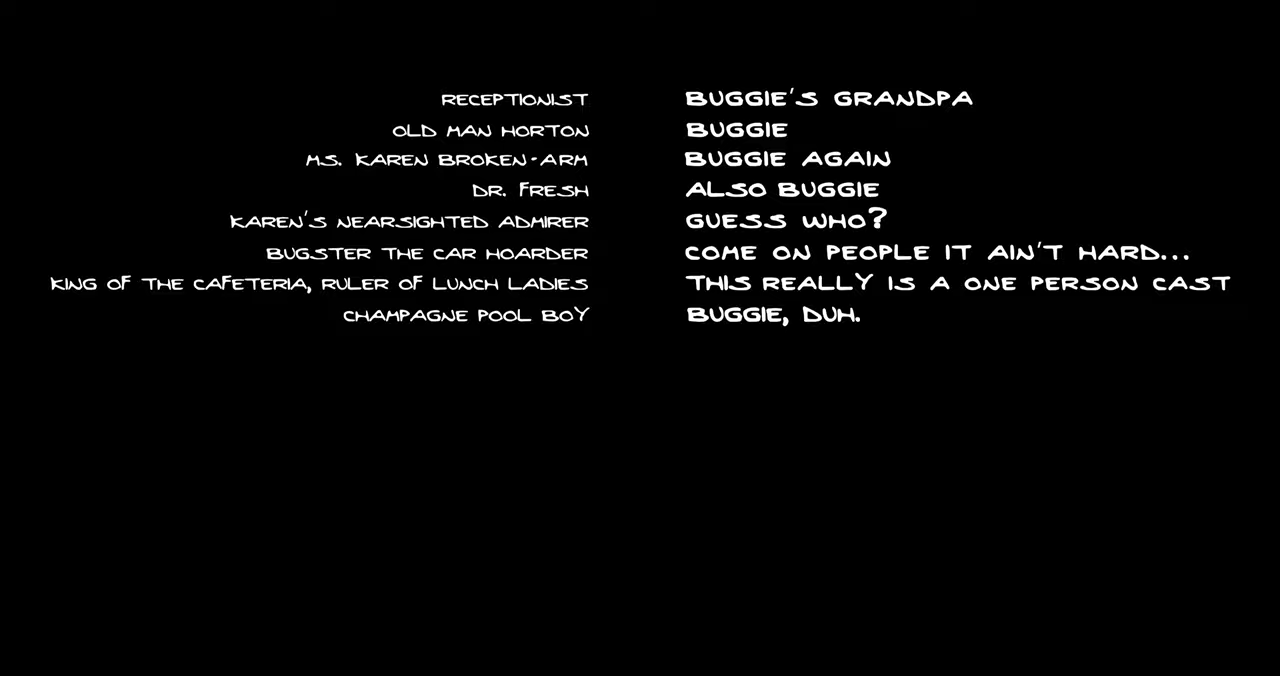 RECEPTIONIST BUGGIE'S GRANDPA
OLD MAN HORTON BUGGIE
MS. KAREN BROKEN-ARM BUGGIE AGAIN
DR. FRESH ALSO BUGGIE
KAREN'S NEARSIGHTED ADMIRER GUESS WHO?
BUGSTER THE CAR HOARDER COME ON PEOPLE IT AIN'T HARD...
KING OF THE CAFETERIA, RULER OF LUNCH LADIES THIS REALLY IS A ONE PERSON CAST
CHAMPAGNE POOL BOY BUGGIE, DUH.